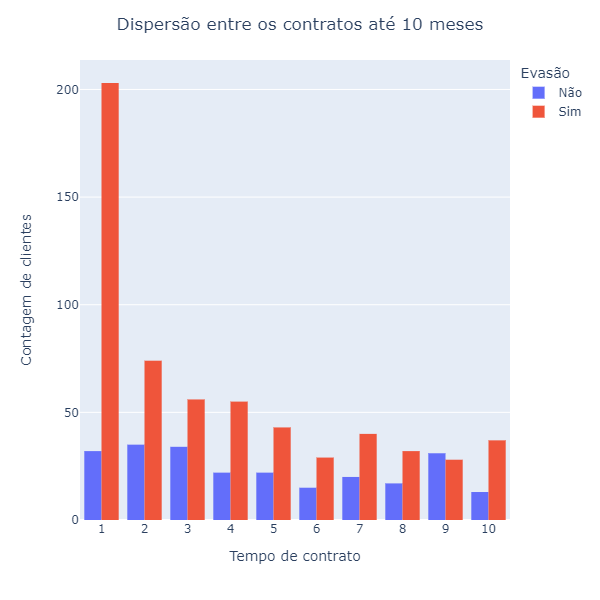 Dispersão entre os contratos até 10 meses
Evasão
Não
Sim
200
150
100
50
0
Contagem de clientes
1 2 3 4 5 6 7 8 9 10
Tempo de contrato